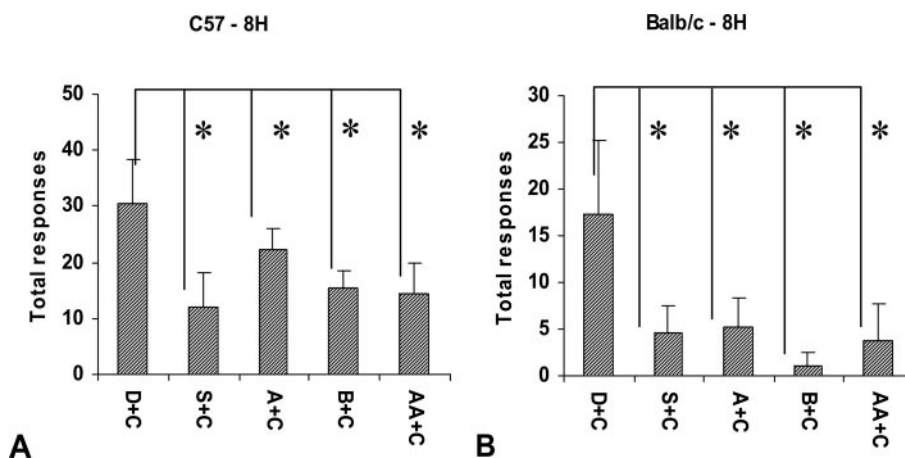 C57 - 8H
Total responses
50
40
30
20
10
0
* * * *
D+C S+C A+C B+C AA+C
A
Balb/c - 8H
Total responses
30
25
20
15
10
5
0
* * * *
D+C S+C A+C B+C AA+C
B